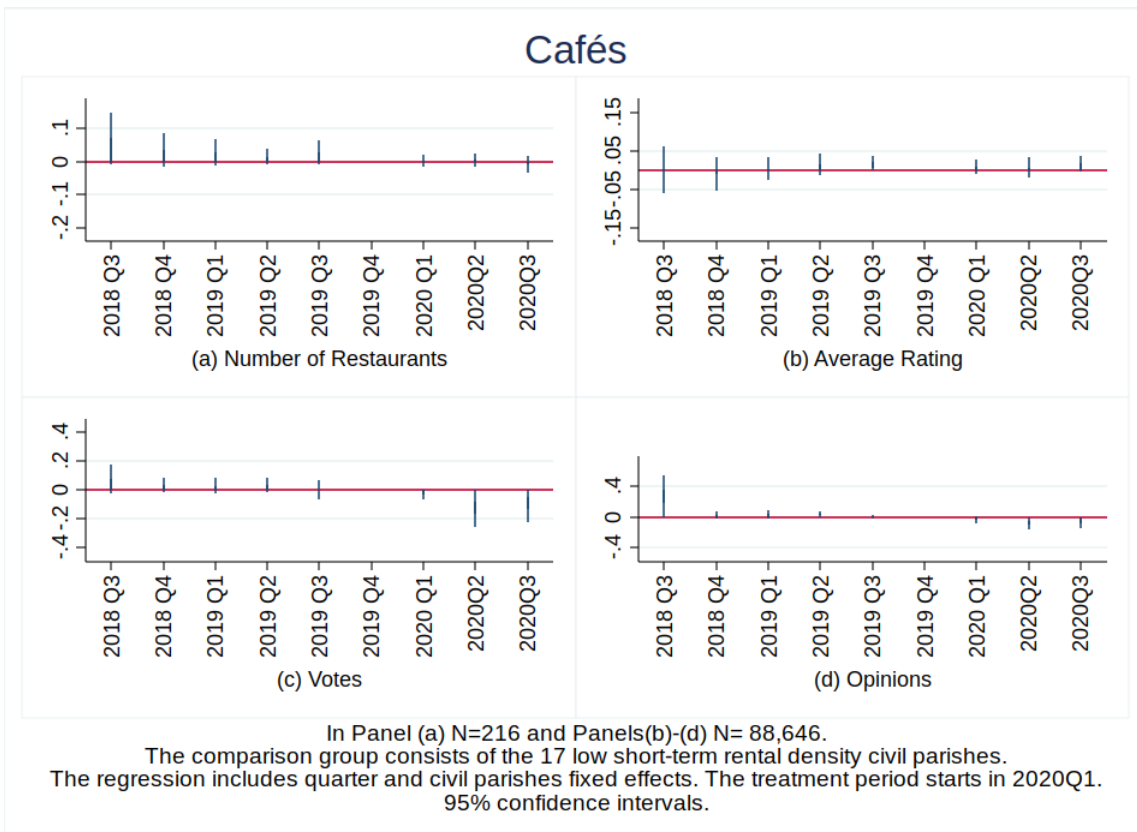 Cafés
.1
0
-.1
-.2
2018 Q3
2018 Q4
2019 Q1
2019 Q2
2019 Q3
2019 Q4
2020 Q1
2020Q2
2020Q3
(a) Number of Restaurants
.15
.05
-.05
-.15
2018 Q3
2018 Q4
2019 Q1
2019 Q2
2019 Q3
2019 Q4
2020 Q1
2020Q2
2020Q3
(b) Average Rating
.4
.2
0
-.2
-.4
2018 Q3
2018 Q4
2019 Q1
2019 Q2
2019 Q3
2019 Q4
2020 Q1
2020Q2
2020Q3
(c) Votes
.4
0
-.4
2018 Q3
2018 Q4
2019 Q1
2019 Q2
2019 Q3
2019 Q4
2020 Q1
2020Q2
2020Q3
(d) Opinions
In Panel (a) N=216 and Panels(b)-(d) N= 88,646.
The comparison group consists of the 17 low short-term rental density civil parishes.
The regression includes quarter and civil parishes fixed effects. The treatment period starts in 2020Q1.
95% confidence intervals.